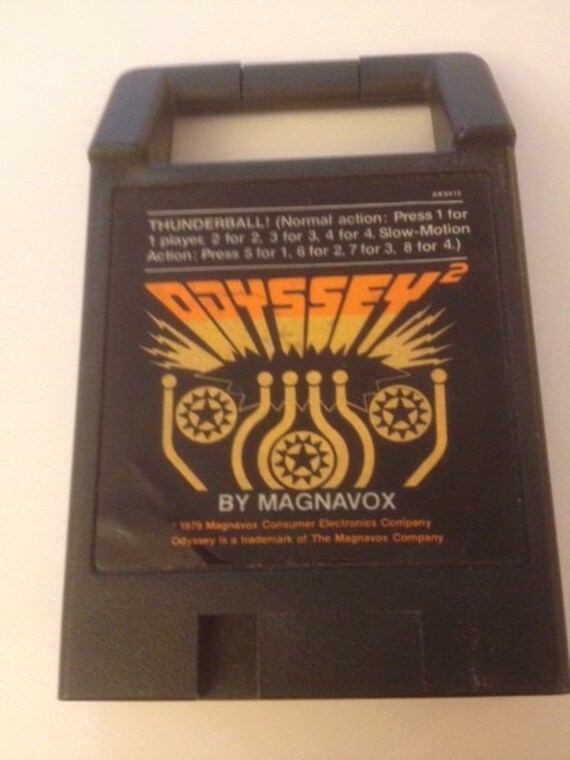 THUNDERBALL! (Normal action: Press 1 for
1 player, 2 for 2, 3 for 3, 4 for 4. Slow-Motion
Action: Press 5 for 1, 6 for 2, 7 for 3, 8 for 4.)
ODYSSEY²
BY MAGNAVOX
1979 Magnavox Consumer Electronics Company
Odyssey is a trademark of The Magnavox Company